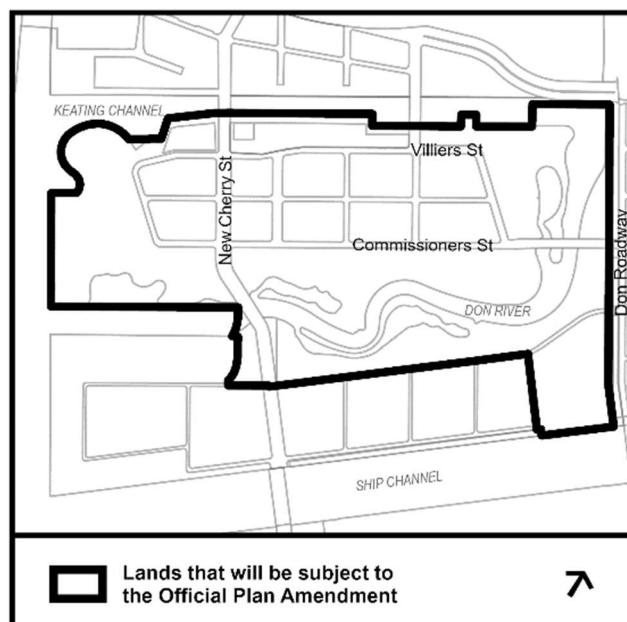 KEATING CHANNEL
Villiers St
New Cherry St
Commissioners St
Don Roadway
DON RIVER
SHIP CHANNEL
Lands that will be subject to
the Official Plan Amendment